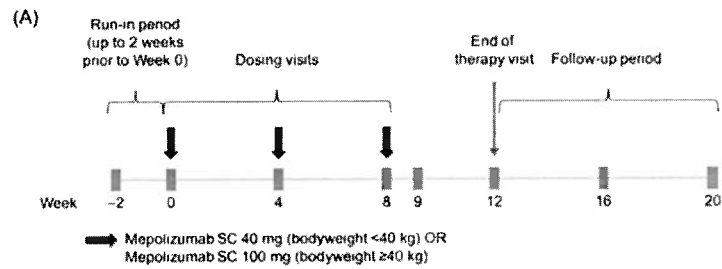 (A)
Run-in period
(up to 2 weeks
prior to Week 0)
Dosing visits
End of
therapy visit
Follow-up period
Week
−2
0
4
8
9
12
16
20
Mepolizumab SC 40 mg (bodyweight <40 kg) OR
Mepolizumab SC 100 mg (bodyweight ≥40 kg)